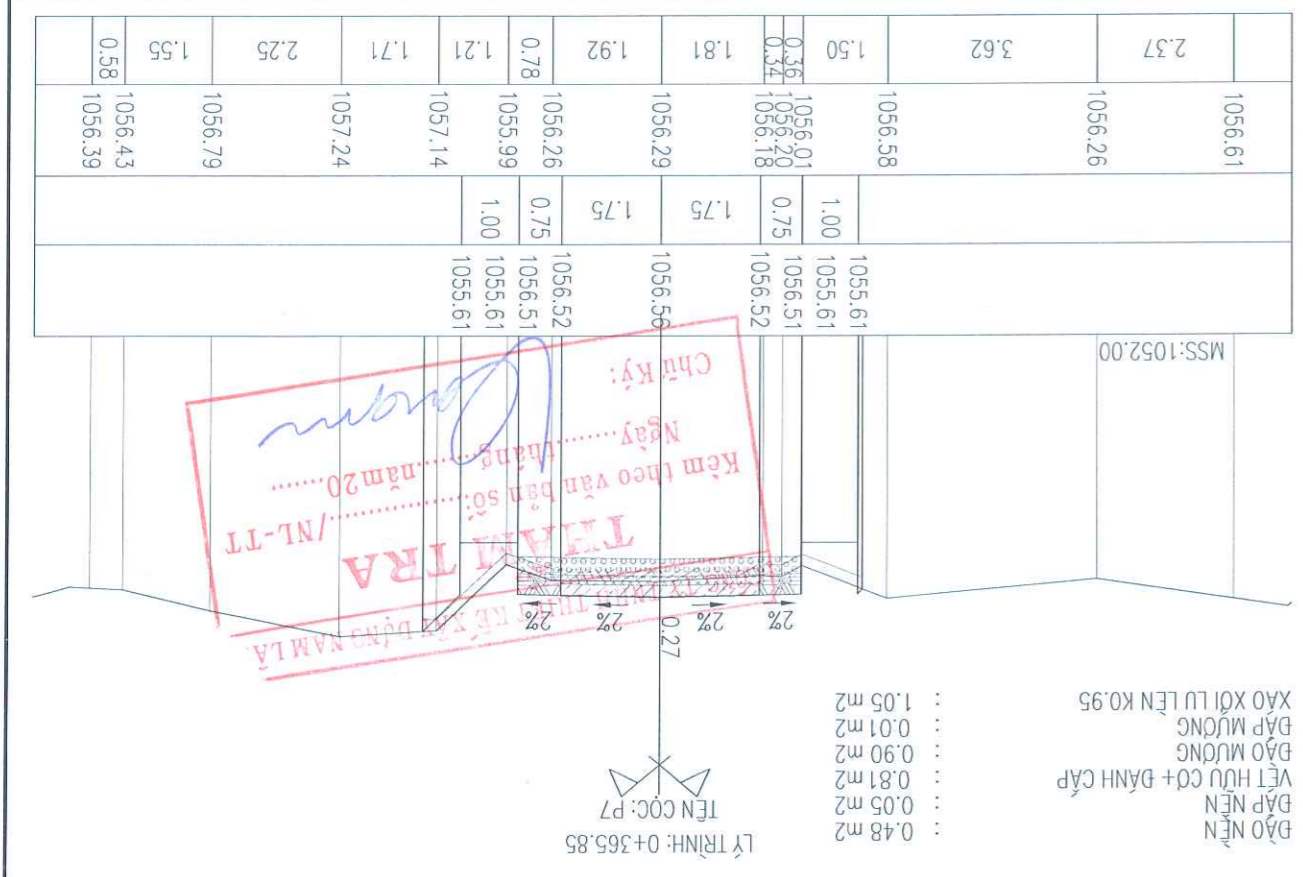 LÝ TRÌNH: 0+365.85
TÊN CỌC: P7
ĐÀO NỀN : 0.48 m2
ĐẮP NỀN : 0.05 m2
VÉT HỮU CƠ+ ĐÁNH CẤP : 0.81 m2
ĐÀO MƯƠNG : 0.90 m2
ĐẮP MƯƠNG : 0.01 m2
XÁO XỚI LU LÈN K0.95 : 1.05 m2
0.27
2% 2% 2% 2%
TNHH THIẾT KẾ XÂY DỰNG NAM
THẨM TRA
Kèm theo văn bản số:............../NL-TT
Ngày.........tháng.........năm20.......
Chữ Ký:
MSS:1052.00
1055.61 1055.61 1056.51 1056.52 1056.56 1056.52 1056.51 1055.61 1055.61
1.00 0.75 1.75 1.75 0.75 1.00
1056.61 1056.26 1056.58 1056.01 1056.20 1056.18 1056.29 1056.26 1055.99 1057.14 1057.24 1056.79 1056.43 1056.39
2.37 3.62 1.50 0.36 0.34 1.81 1.92 0.78 1.21 1.71 2.25 1.55 0.58